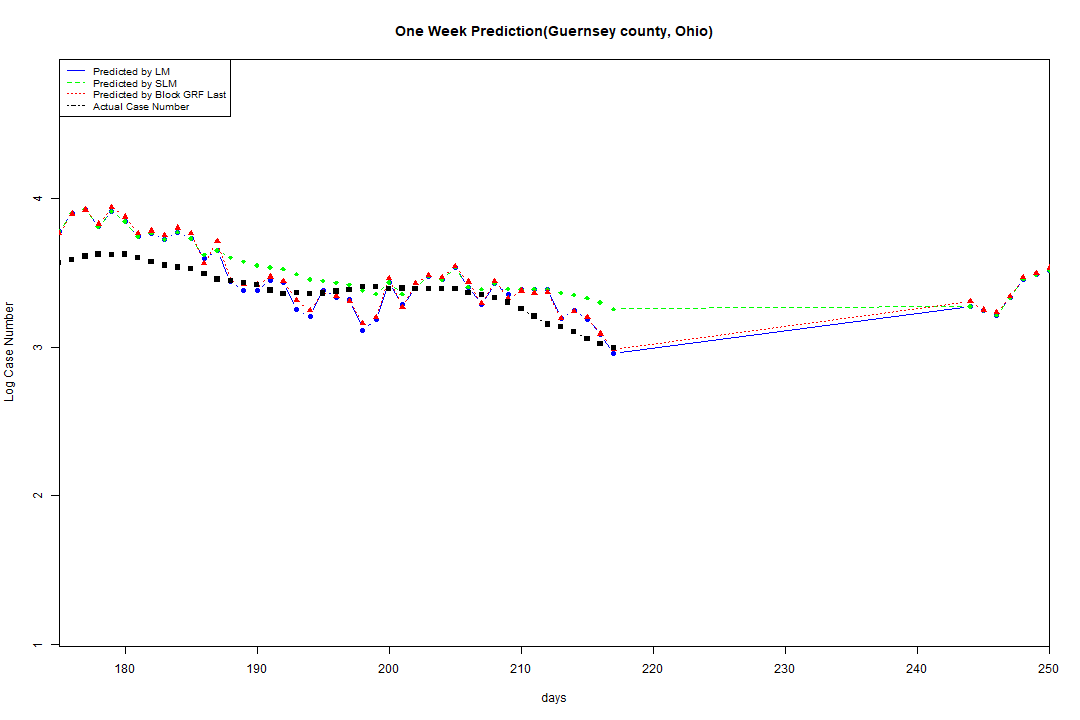 One Week Prediction(Guernsey county, Ohio)
Predicted by LM
Predicted by SLM
Predicted by Block GRF Last
Actual Case Number
4
3
2
1
Log Case Number
180 190 200 210 220 230 240 250
days